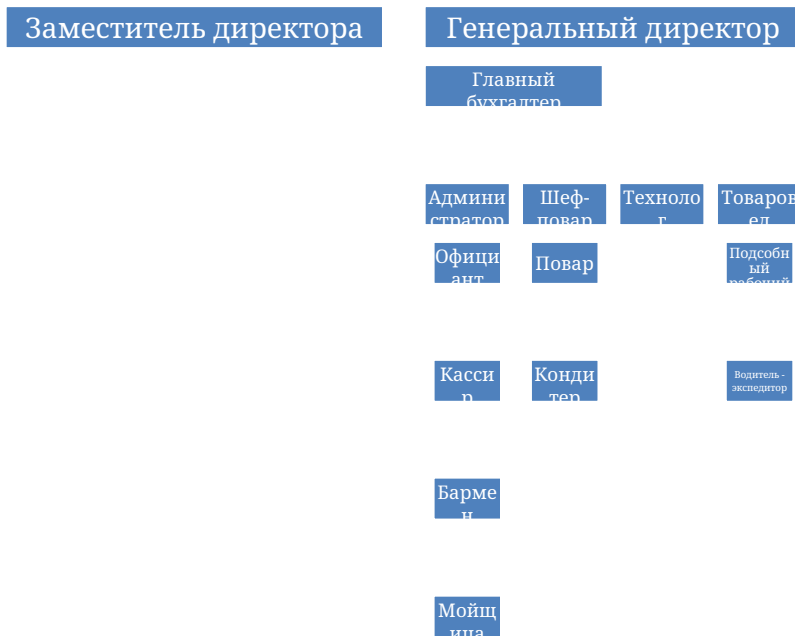 Заместитель директора
Генеральный директор
Главный
бухгалтер
Админи
стратор
Шеф-
повар
Техноло
г
Товаров
ед
Офици
ант
Повар
Подсобн
ый
рабочий
Касси
р
Конди
тер
Водитель -
экспедитор
Барме
н
Мойщ
ица